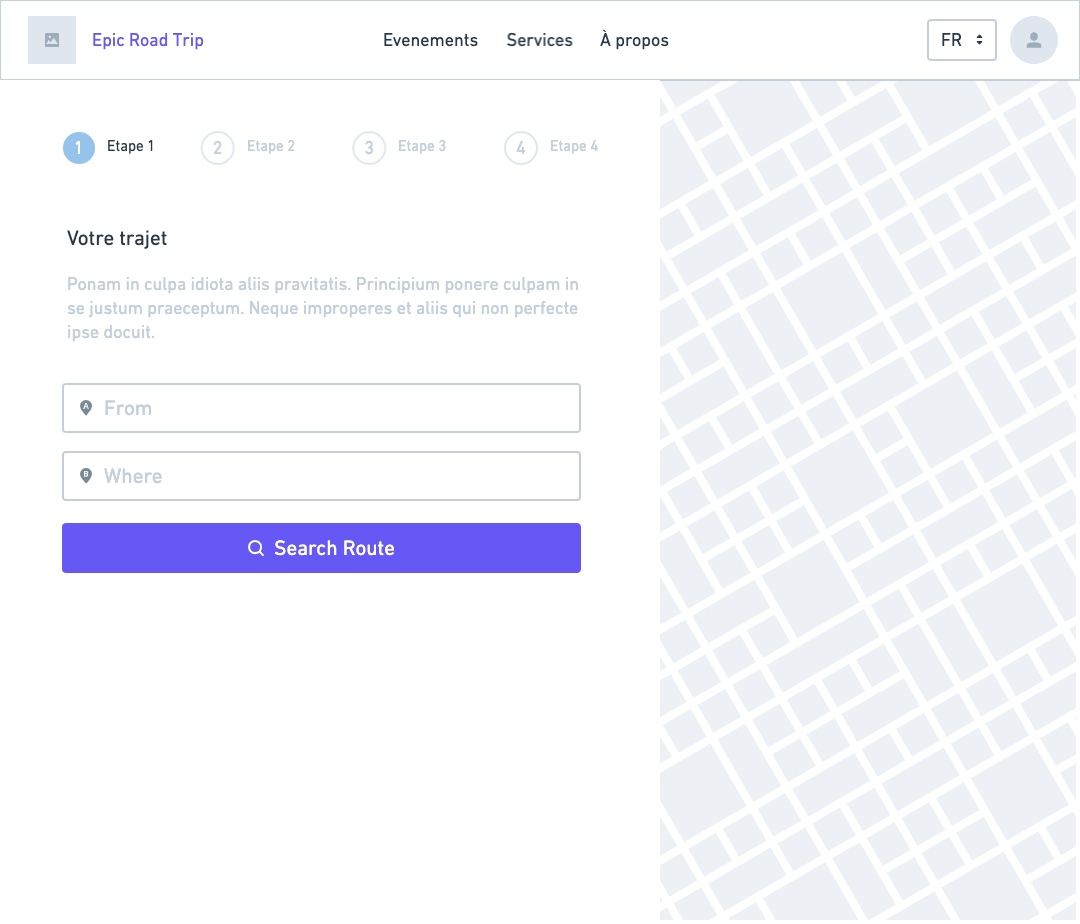 Epic Road Trip
Evenements
Services
À propos
FR
1 Etape 1
2 Etape 2
3 Etape 3
4 Etape 4
Votre trajet
Ponam in culpa idiota aliis pravitatis. Principium ponere culpam in
se justum praeceptum. Neque improperes et aliis qui non perfecte
ipse docuit.
A From
B Where
Search Route